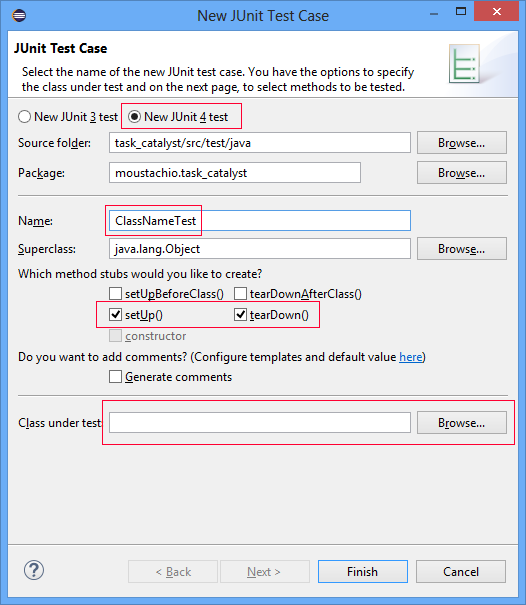 New JUnit Test Case
JUnit Test Case
Select the name of the new JUnit test case. You have the options to specify
the class under test and on the next page, to select methods to be tested.
New JUnit 3 test New JUnit 4 test
Source folder: task_catalyst/src/test/java Browse...
Package: moustachio.task_catalyst Browse...
Name: ClassNameTest
Superclass: java.lang.Object Browse...
Which method stubs would you like to create?
setUpBeforeClass() tearDownAfterClass()
setUp() tearDown()
constructor
Do you want to add comments? (Configure templates and default value here)
Generate comments
Class under test: Browse...
? < Back Next > Finish Cancel